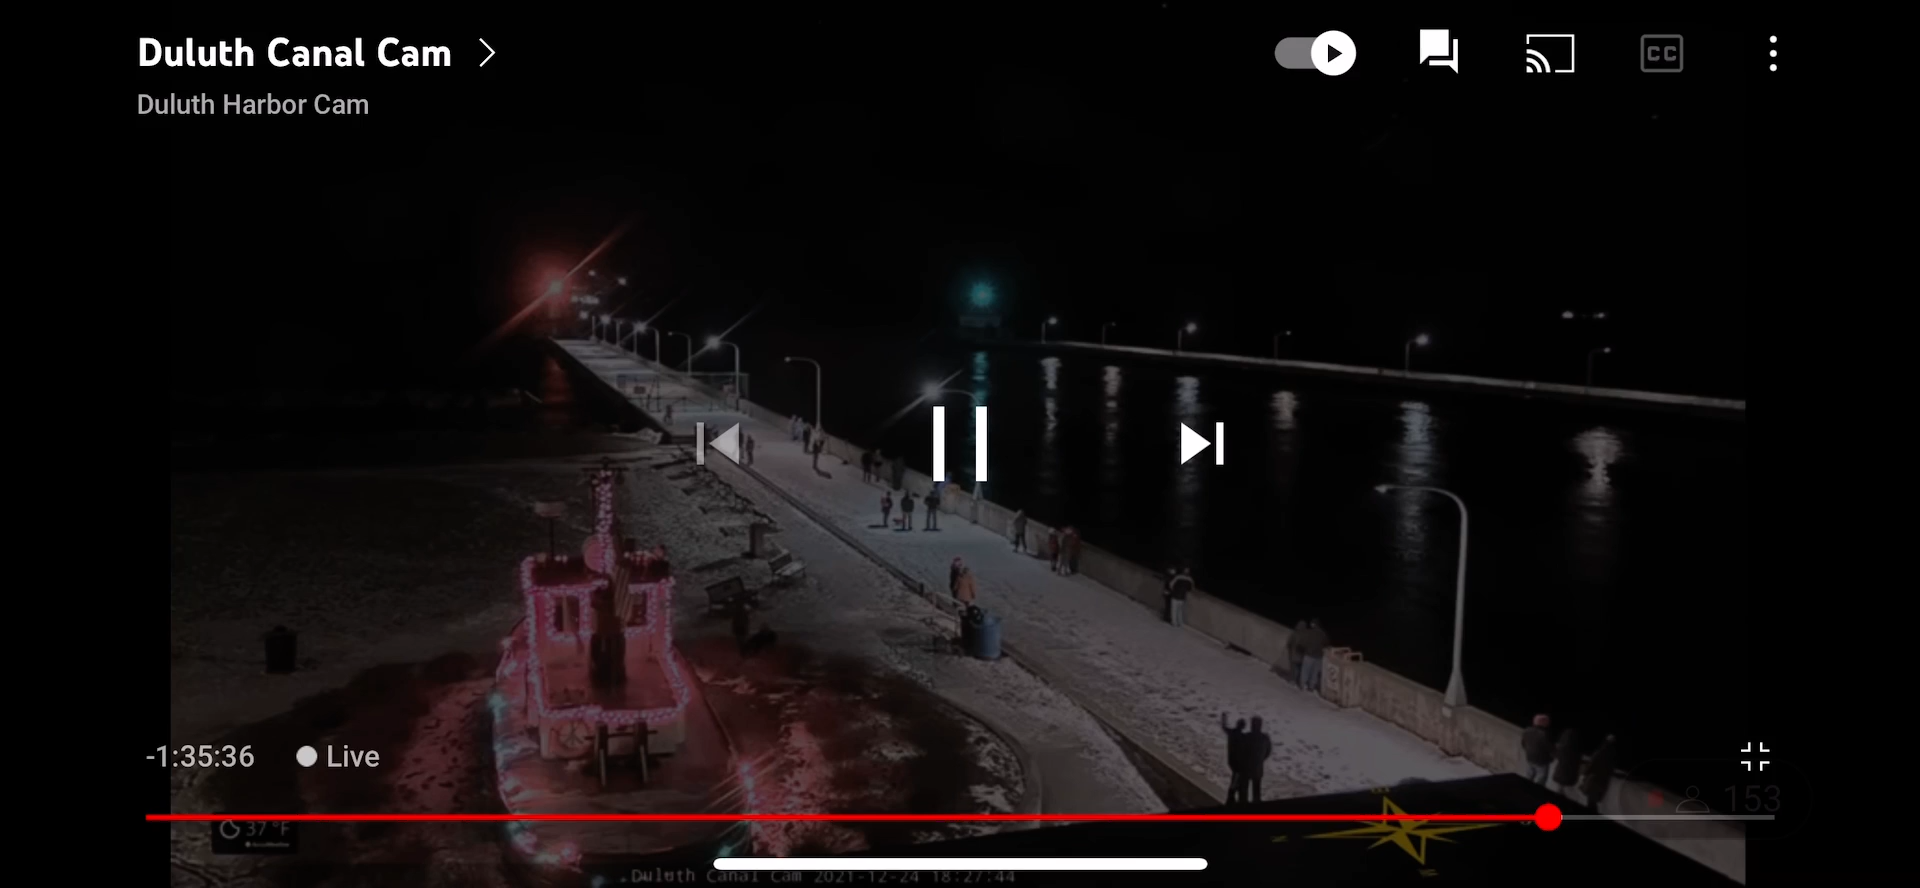 Duluth Canal Cam
Duluth Harbor Cam
CC
-1:35:36
Live
153
37 °F
Duluth Canal Cam 2021-12-24 18:27:44